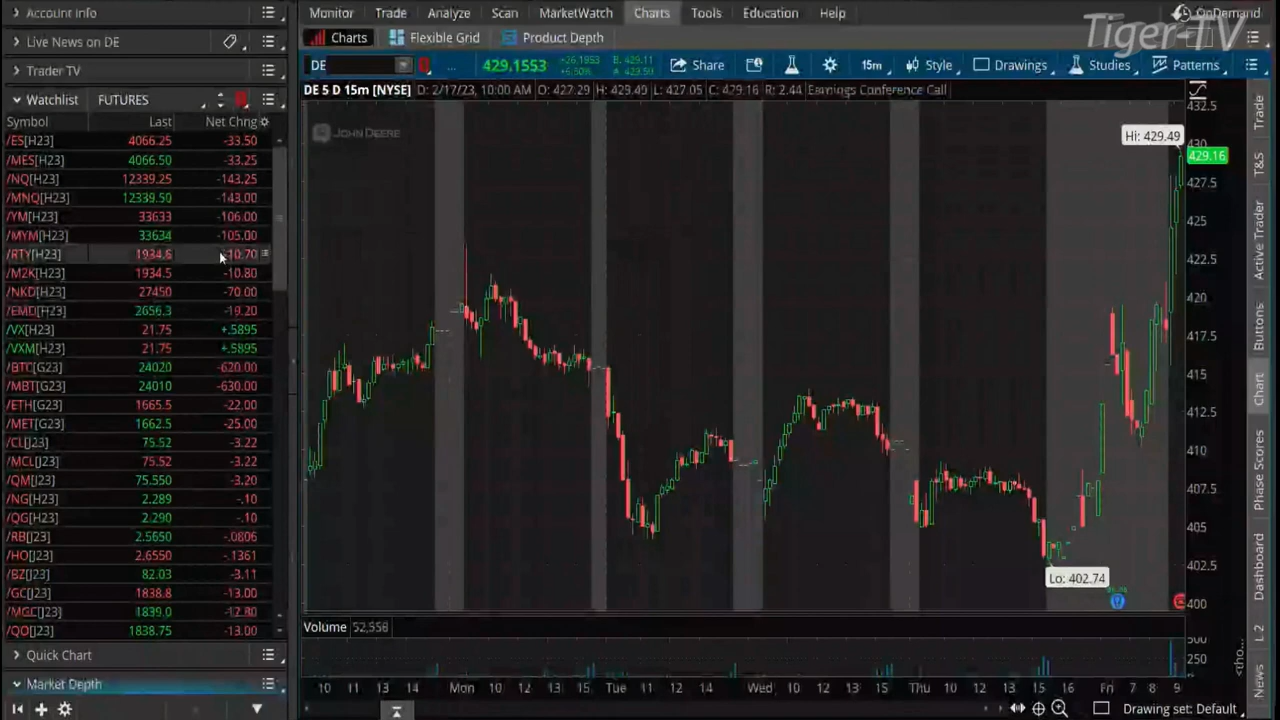 Account Info
Monitor Trade Analyze Scan MarketWatch Charts Tools Education Help
OnDemand
Tiger-TV
Live News on DE
Charts Flexible Grid Product Depth
Trader TV
DE 429.1553 +26.1953 B: 429.11 Share 15m Style Drawings Studies Patterns
Watchlist FUTURES
DE 5 D 15m [NYSE] D: 2/17/23, 10:00 AM O: 427.29 H: 429.49 L: 427.05 C: 429.16 R: 2.44 Earnings Conference Call
Symbol Last Net Chng
/ES[H23] 4066.25 -33.50
/MES[H23] 4066.50 -33.25
/NQ[H23] 12339.25 -143.25
/MNQ[H23] 12339.50 -143.00
/YM[H23] 33633 -106.00
/MYM[H23] 33634 -105.00
/RTY[H23] 1934.6 -10.70
/M2K[H23] 1934.5 -10.80
/NKD[H23] 27450 -70.00
/EMD[H23] 2656.3 -19.20
/VX[H23] 21.75 +.5895
/VXM[H23] 21.75 +.5895
/BTC[G23] 24020 -620.00
/MBT[G23] 24010 -630.00
/ETH[G23] 1665.5 -22.00
/MET[G23] 1662.5 -25.00
/CL[J23] 75.52 -3.22
/MCL[J23] 75.52 -3.22
/QM[J23] 75.550 -3.20
/NG[H23] 2.289 -.10
/QG[H23] 2.290 -.10
/RB[J23] 2.5650 -.0806
/HO[J23] 2.6550 -.1361
/BZ[J23] 82.03 -3.11
/GC[J23] 1838.8 -13.00
/MGC[J23] 1839.0 -12.80
/QO[J23] 1838.75 -13.00
Quick Chart
Market Depth
JOHN DEERE
Hi: 429.49
Lo: 402.74
432.5
430
429.16
427.5
425
422.5
420
417.5
415
412.5
410
407.5
405
402.5
400
Volume 52,556
500
250
<tho...
10 11 13 14 Mon 10 12 13 15 Tue 11 12 14 Wed 10 12 13 15 Thu 10 12 13 15 16 Fri 7 8 9
Drawing set: Default
Trade
T&S
Active Trader
Buttons
Chart
Phase Scores
Dashboard
L 2
News